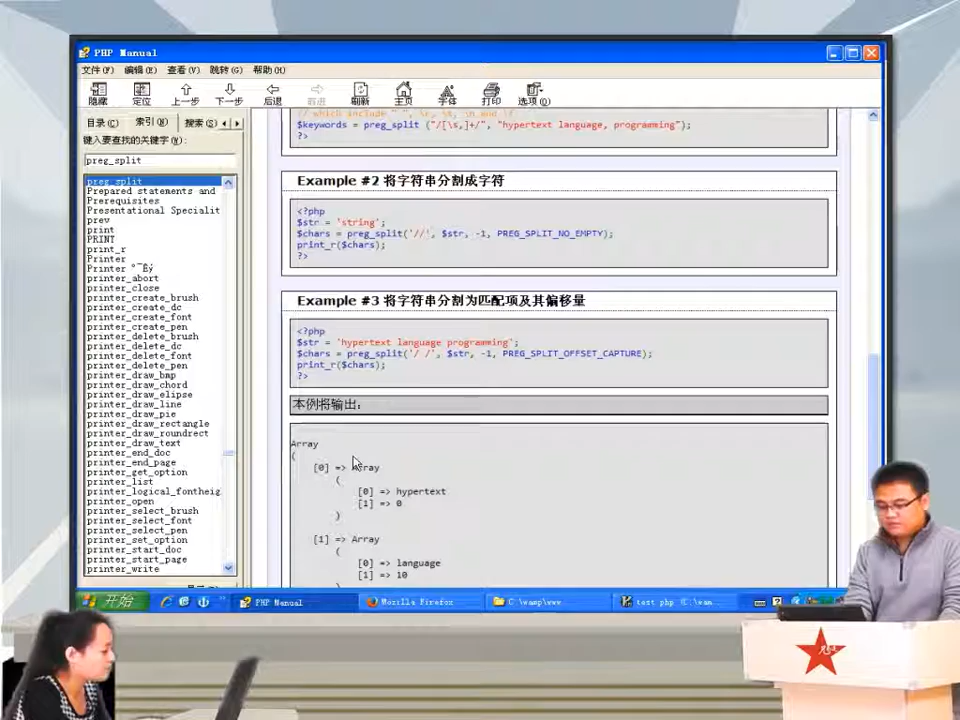 PHP Manual
文件(F) 编辑(E) 查看(V) 跳转(G) 帮助(H)
隐藏 定位 上一步 下一步 后退 前进 刷新 主页 字体 打印 选项(O)
目录(C) 索引(N) 搜索(S)
键入要查找的关键字(W):
preg_split
preg_split
Prepared statements and
Prerequisites
Presentational Specialit
prev
print
PRINT
print_r
Printer
Printer
printer_abort
printer_close
printer_create_brush
printer_create_dc
printer_create_font
printer_create_pen
printer_delete_brush
printer_delete_dc
printer_delete_font
printer_delete_pen
printer_draw_bmp
printer_draw_chord
printer_draw_elipse
printer_draw_line
printer_draw_pie
printer_draw_rectangle
printer_draw_roundrect
printer_draw_text
printer_end_doc
printer_end_page
printer_get_option
printer_list
printer_logical_fontheig
printer_open
printer_select_brush
printer_select_font
printer_select_pen
printer_set_option
printer_start_doc
printer_start_page
printer_write
$keywords = preg_split ("/[\s,]+/", "hypertext language, programming");
?>
Example #2 将字符串分割成字符
<?php
$str = 'string';
$chars = preg_split('//', $str, -1, PREG_SPLIT_NO_EMPTY);
print_r($chars);
?>
Example #3 将字符串分割为匹配项及其偏移量
<?php
$str = 'hypertext language programming';
$chars = preg_split('/ /', $str, -1, PREG_SPLIT_OFFSET_CAPTURE);
print_r($chars);
?>
本例将输出:
Array
(
[0] => Array
(
[0] => hypertext
[1] => 0
)
[1] => Array
(
[0] => language
[1] => 10
)
开始 PHP Manual Mozilla Firefox C:\wamp\www test php